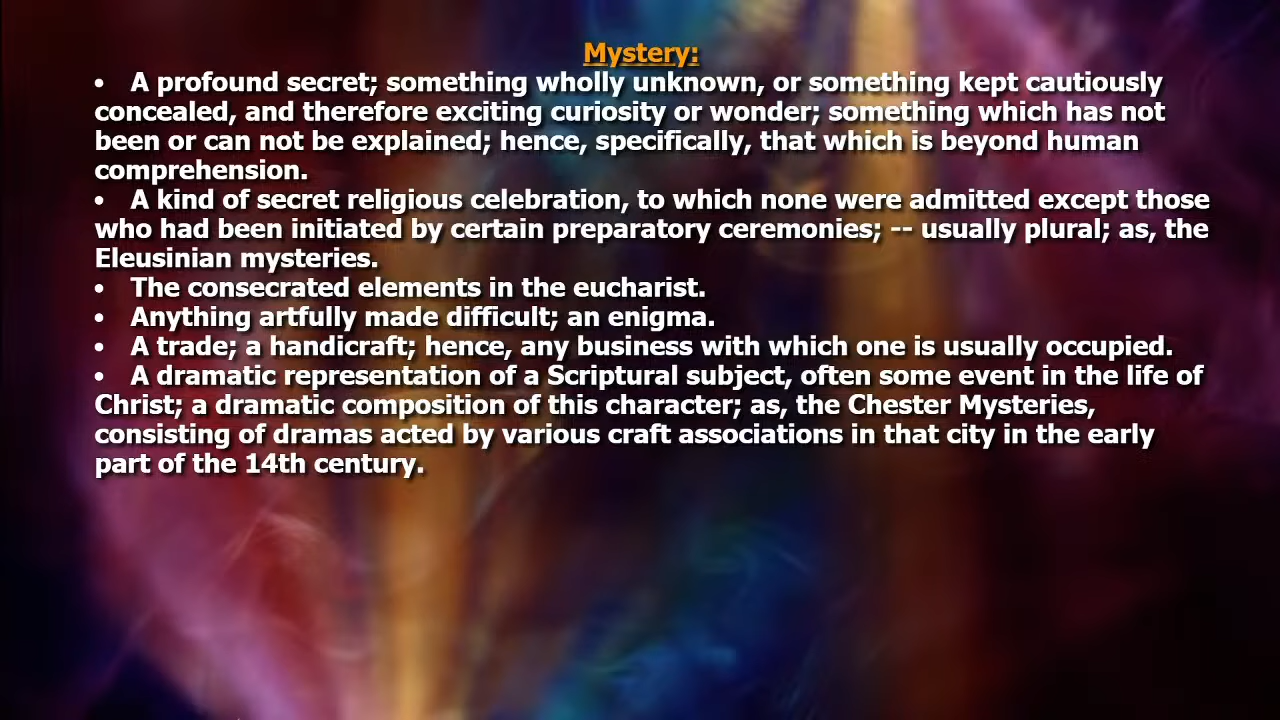 Mystery:
• A profound secret; something wholly unknown, or something kept cautiously
concealed, and therefore exciting curiosity or wonder; something which has not
been or can not be explained; hence, specifically, that which is beyond human
comprehension.
• A kind of secret religious celebration, to which none were admitted except those
who had been initiated by certain preparatory ceremonies; -- usually plural; as, the
Eleusinian mysteries.
• The consecrated elements in the eucharist.
• Anything artfully made difficult; an enigma.
• A trade; a handicraft; hence, any business with which one is usually occupied.
• A dramatic representation of a Scriptural subject, often some event in the life of
Christ; a dramatic composition of this character; as, the Chester Mysteries,
consisting of dramas acted by various craft associations in that city in the early
part of the 14th century.